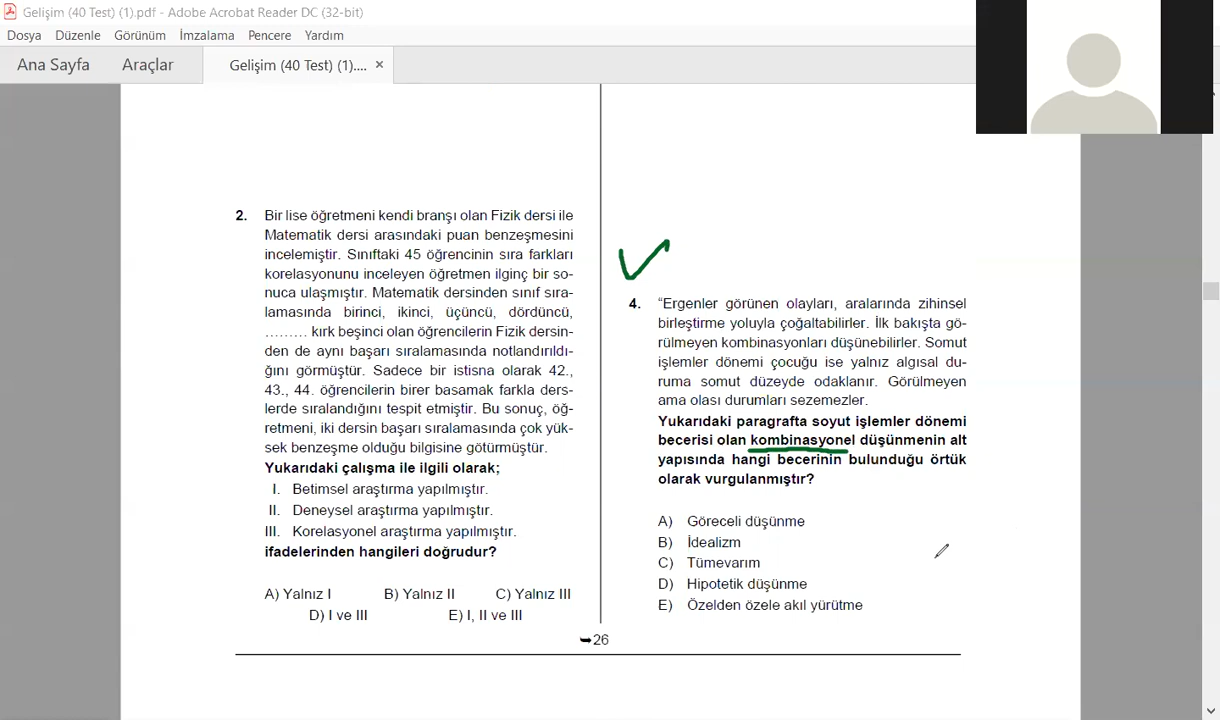 Gelişim (40 Test) (1).pdf - Adobe Acrobat Reader DC (32-bit)
Dosya Düzenle Görünüm İmzalama Pencere Yardım
Ana Sayfa Araçlar Gelişim (40 Test) (1).... ×
2. Bir lise öğretmeni kendi branşı olan Fizik dersi ile
Matematik dersi arasındaki puan benzeşmesini
incelemiştir. Sınıftaki 45 öğrencinin sıra farkları
korelasyonunu inceleyen öğretmen ilginç bir so-
nuca ulaşmıştır. Matematik dersinden sınıf sıra-
lamasında birinci, ikinci, üçüncü, dördüncü,
......... kırk beşinci olan öğrencilerin Fizik dersin-
den de aynı başarı sıralamasında notlandırıldı-
ğını görmüştür. Sadece bir istisna olarak 42.,
43., 44. öğrencilerin birer basamak farkla ders-
lerde sıralandığını tespit etmiştir. Bu sonuç, öğ-
retmeni, iki dersin başarı sıralamasında çok yük-
sek benzeşme olduğu bilgisine götürmüştür.
Yukarıdaki çalışma ile ilgili olarak;
I. Betimsel araştırma yapılmıştır.
II. Deneysel araştırma yapılmıştır.
III. Korelasyonel araştırma yapılmıştır.
ifadelerinden hangileri doğrudur?
A) Yalnız I B) Yalnız II C) Yalnız III
D) I ve III E) I, II ve III
4. “Ergenler görünen olayları, aralarında zihinsel
birleştirme yoluyla çoğaltabilirler. İlk bakışta gö-
rülmeyen kombinasyonları düşünebilirler. Somut
işlemler dönemi çocuğu ise yalnız algısal du-
ruma somut düzeyde odaklanır. Görülmeyen
ama olası durumları sezemezler.
Yukarıdaki paragrafta soyut işlemler dönemi
becerisi olan kombinasyonel düşünmenin alt
yapısında hangi becerinin bulunduğu örtük
olarak vurgulanmıştır?
A) Göreceli düşünme
B) İdealizm
C) Tümevarım
D) Hipotetik düşünme
E) Özelden özele akıl yürütme
➥26